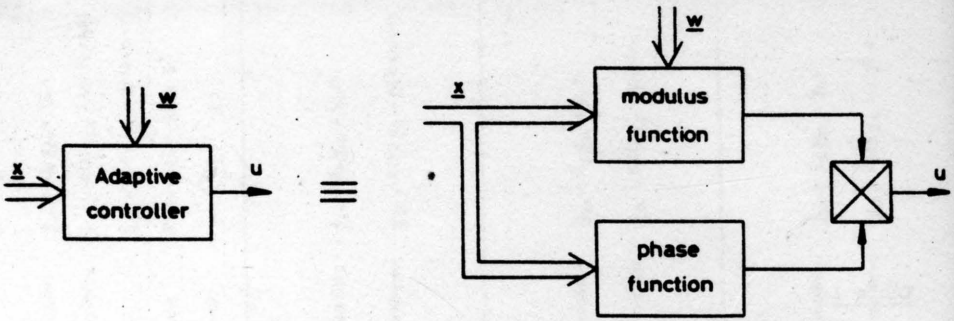 w
x
Adaptive
controller
u
≡
x
w
modulus
function
phase
function
u